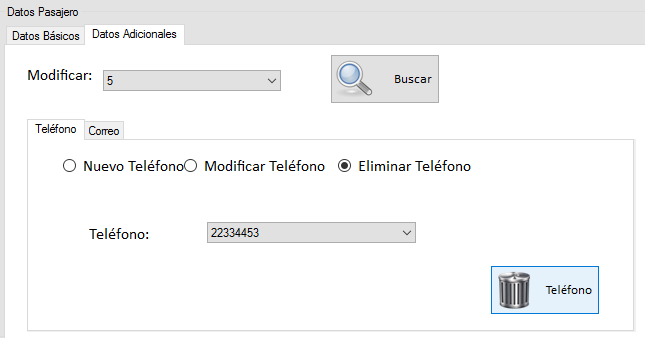 Datos Pasajero
Datos Básicos Datos Adicionales
Modificar: 5 Buscar
Teléfono Correo
Nuevo Teléfono Modificar Teléfono Eliminar Teléfono
Teléfono: 22334453
Teléfono